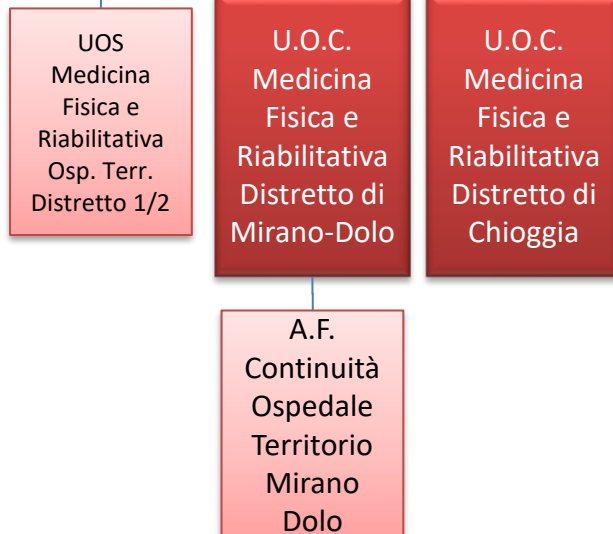 UOS
Medicina
Fisica e
Riabilitativa
Osp. Terr.
Distretto 1/2
U.O.C.
Medicina
Fisica e
Riabilitativa
Distretto di
Mirano-Dolo
U.O.C.
Medicina
Fisica e
Riabilitativa
Distretto di
Chioggia
A.F.
Continuità
Ospedale
Territorio
Mirano
Dolo